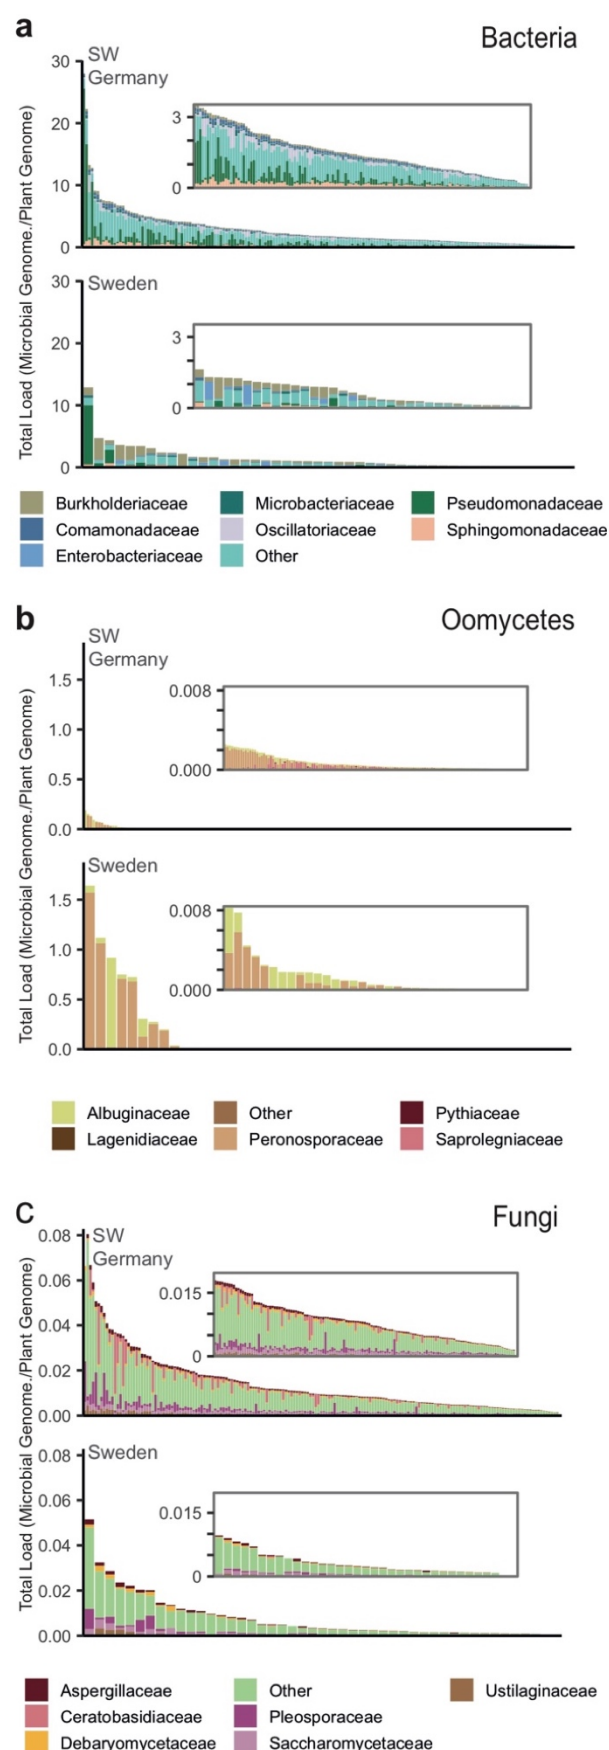 a
Bacteria
SW
Germany
Total Load (Microbial Genome./Plant Genome)
30
20
10
0
3
0
Sweden
30
20
10
0
3
0
Burkholderiaceae Microbacteriaceae Pseudomonadaceae
Comamonadaceae Oscillatoriaceae Sphingomonadaceae
Enterobacteriaceae Other
b
Oomycetes
SW
Germany
Total Load (Microbial Genome./Plant Genome)
1.5
1.0
0.5
0.0
0.008
0.000
Sweden
1.5
1.0
0.5
0.0
0.008
0.000
Albuginaceae Other Pythiaceae
Lagenidiaceae Peronosporaceae Saprolegniaceae
C
Fungi
SW
Germany
Total Load (Microbial Genome./Plant Genome)
0.08
0.06
0.04
0.02
0.00
0.015
0
Sweden
0.08
0.06
0.04
0.02
0.00
0.015
0
Aspergillaceae Other Ustilaginaceae
Ceratobasidiaceae Pleosporaceae
Debaryomycetaceae Saccharomycetaceae